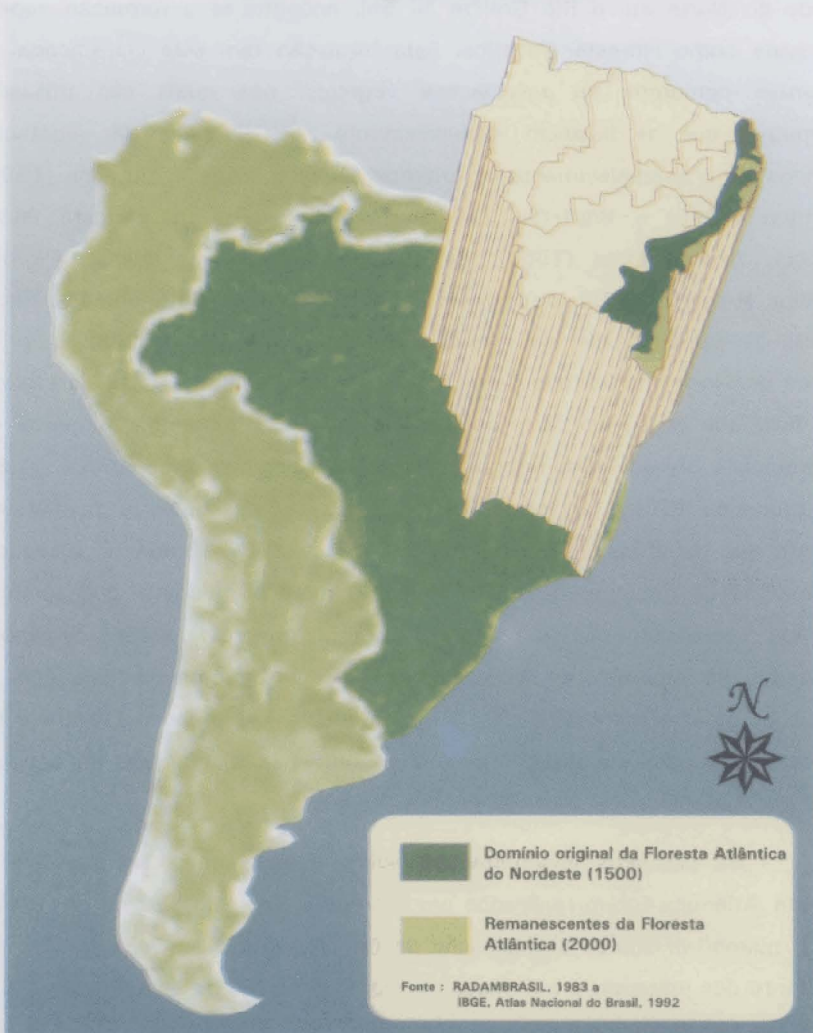 N
Domínio original da Floresta Atlântica
do Nordeste (1500)
Remanescentes da Floresta
Atlântica (2000)
Fonte : RADAMBRASIL, 1983 a
IBGE, Atlas Nacional do Brasil, 1992